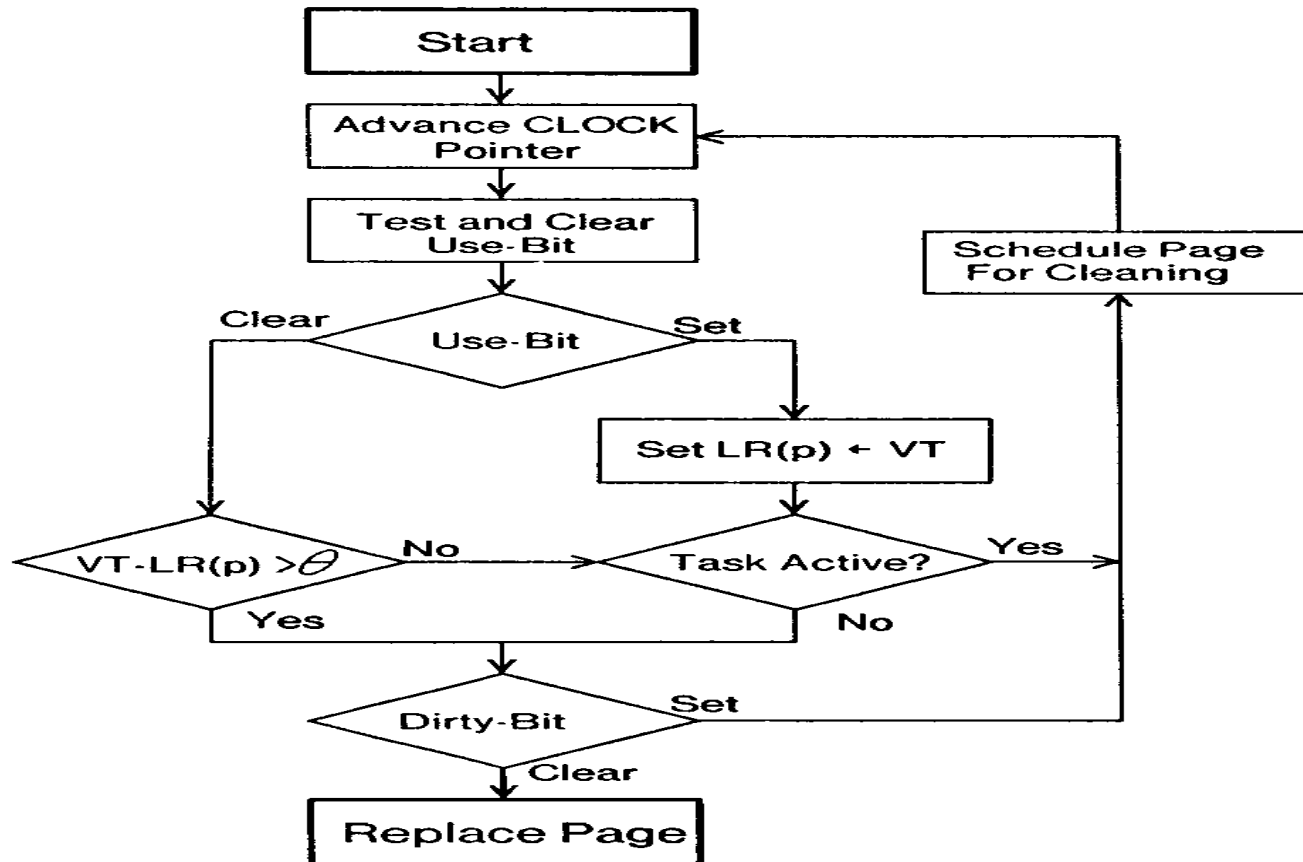 Start
Advance CLOCK
Pointer
Test and Clear
Use-Bit
Schedule Page
For Cleaning
Clear
Use-Bit
Set
Set LR(p) ← VT
VT-LR(p) >θ
No
Task Active?
Yes
Yes
No
Dirty-Bit
Set
Clear
Replace Page